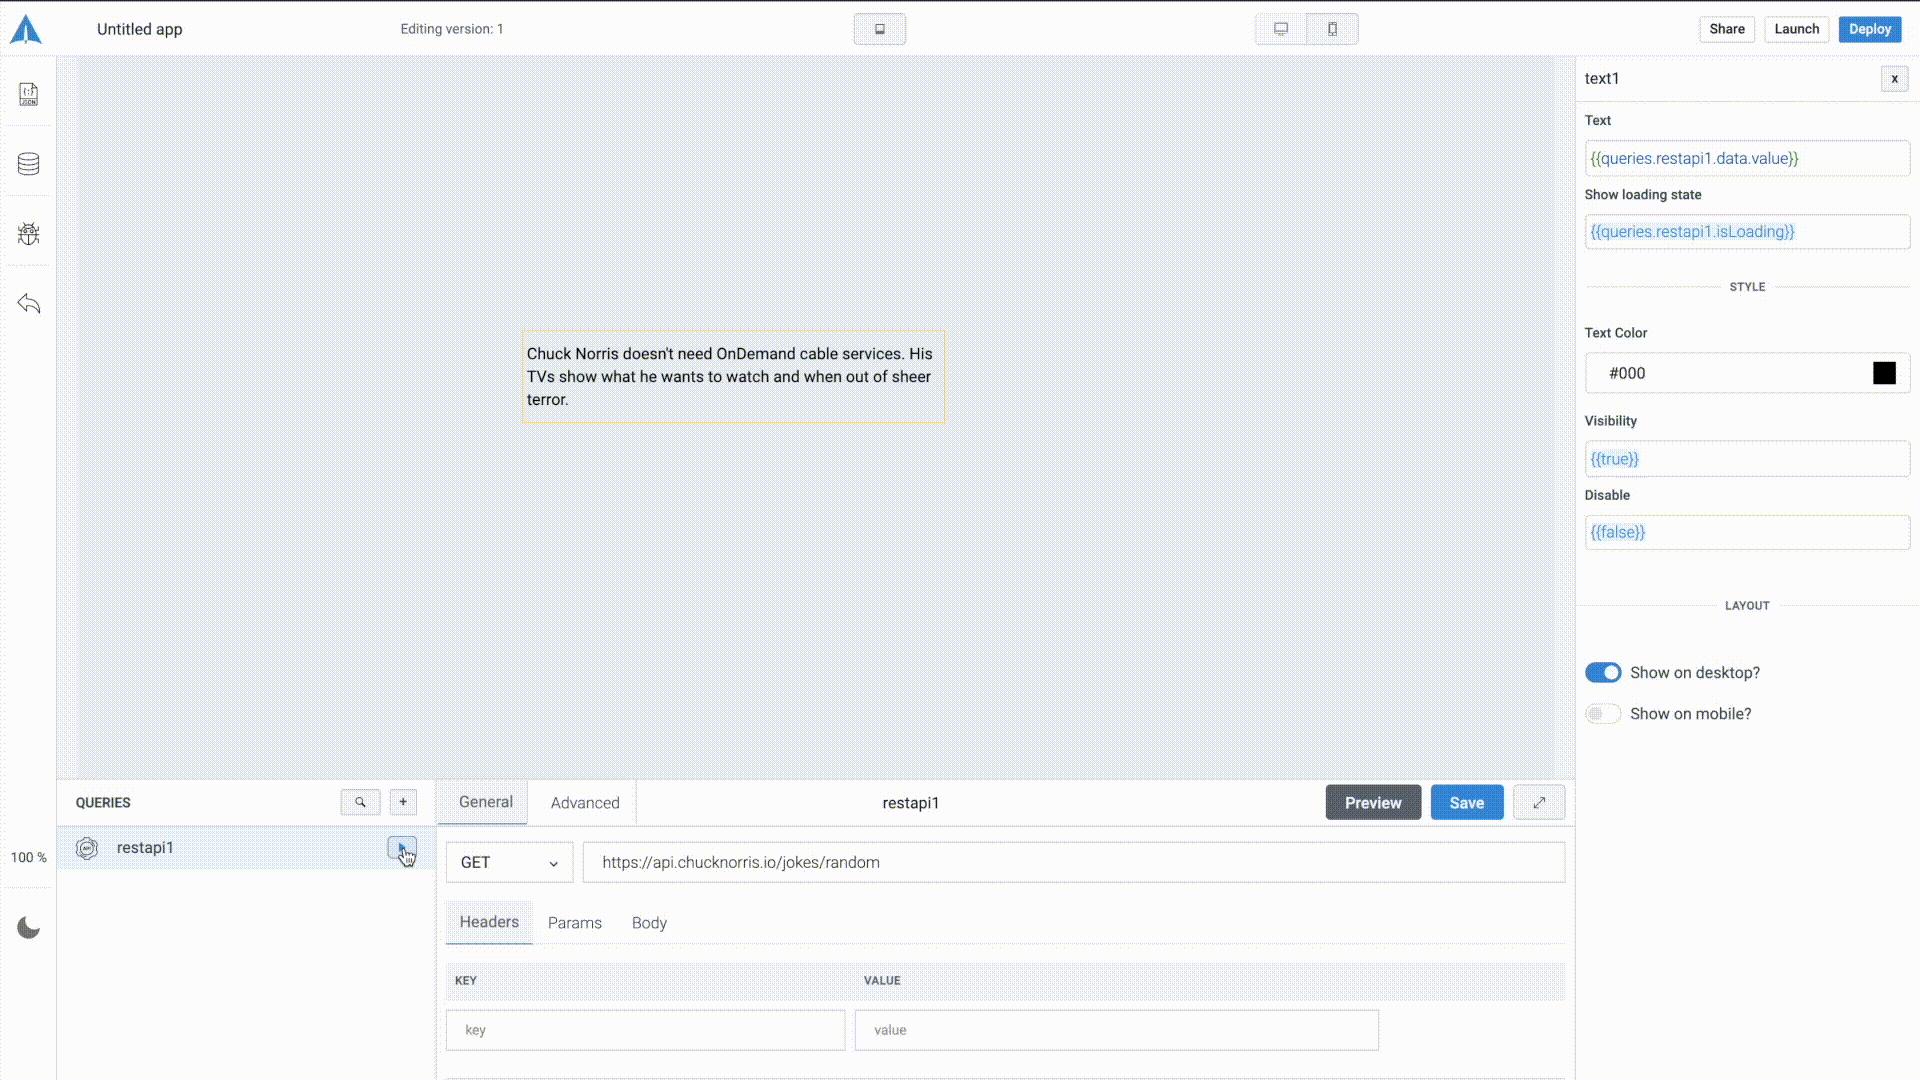 Untitled app
Editing version: 1
Share
Launch
Deploy
JSON
text1
x
Text
{{queries.restapi1.data.value}}
Show loading state
{{queries.restapi1.isLoading}}
STYLE
Text Color
#000
Visibility
{{true}}
Disable
{{false}}
LAYOUT
Show on desktop?
Show on mobile?
Chuck Norris doesn't need OnDemand cable services. His
TVs show what he wants to watch and when out of sheer
terror.
QUERIES
+
General
Advanced
restapi1
Preview
Save
API
restapi1
100 %
GET
https://api.chucknorris.io/jokes/random
Headers
Params
Body
KEY
VALUE
key
value